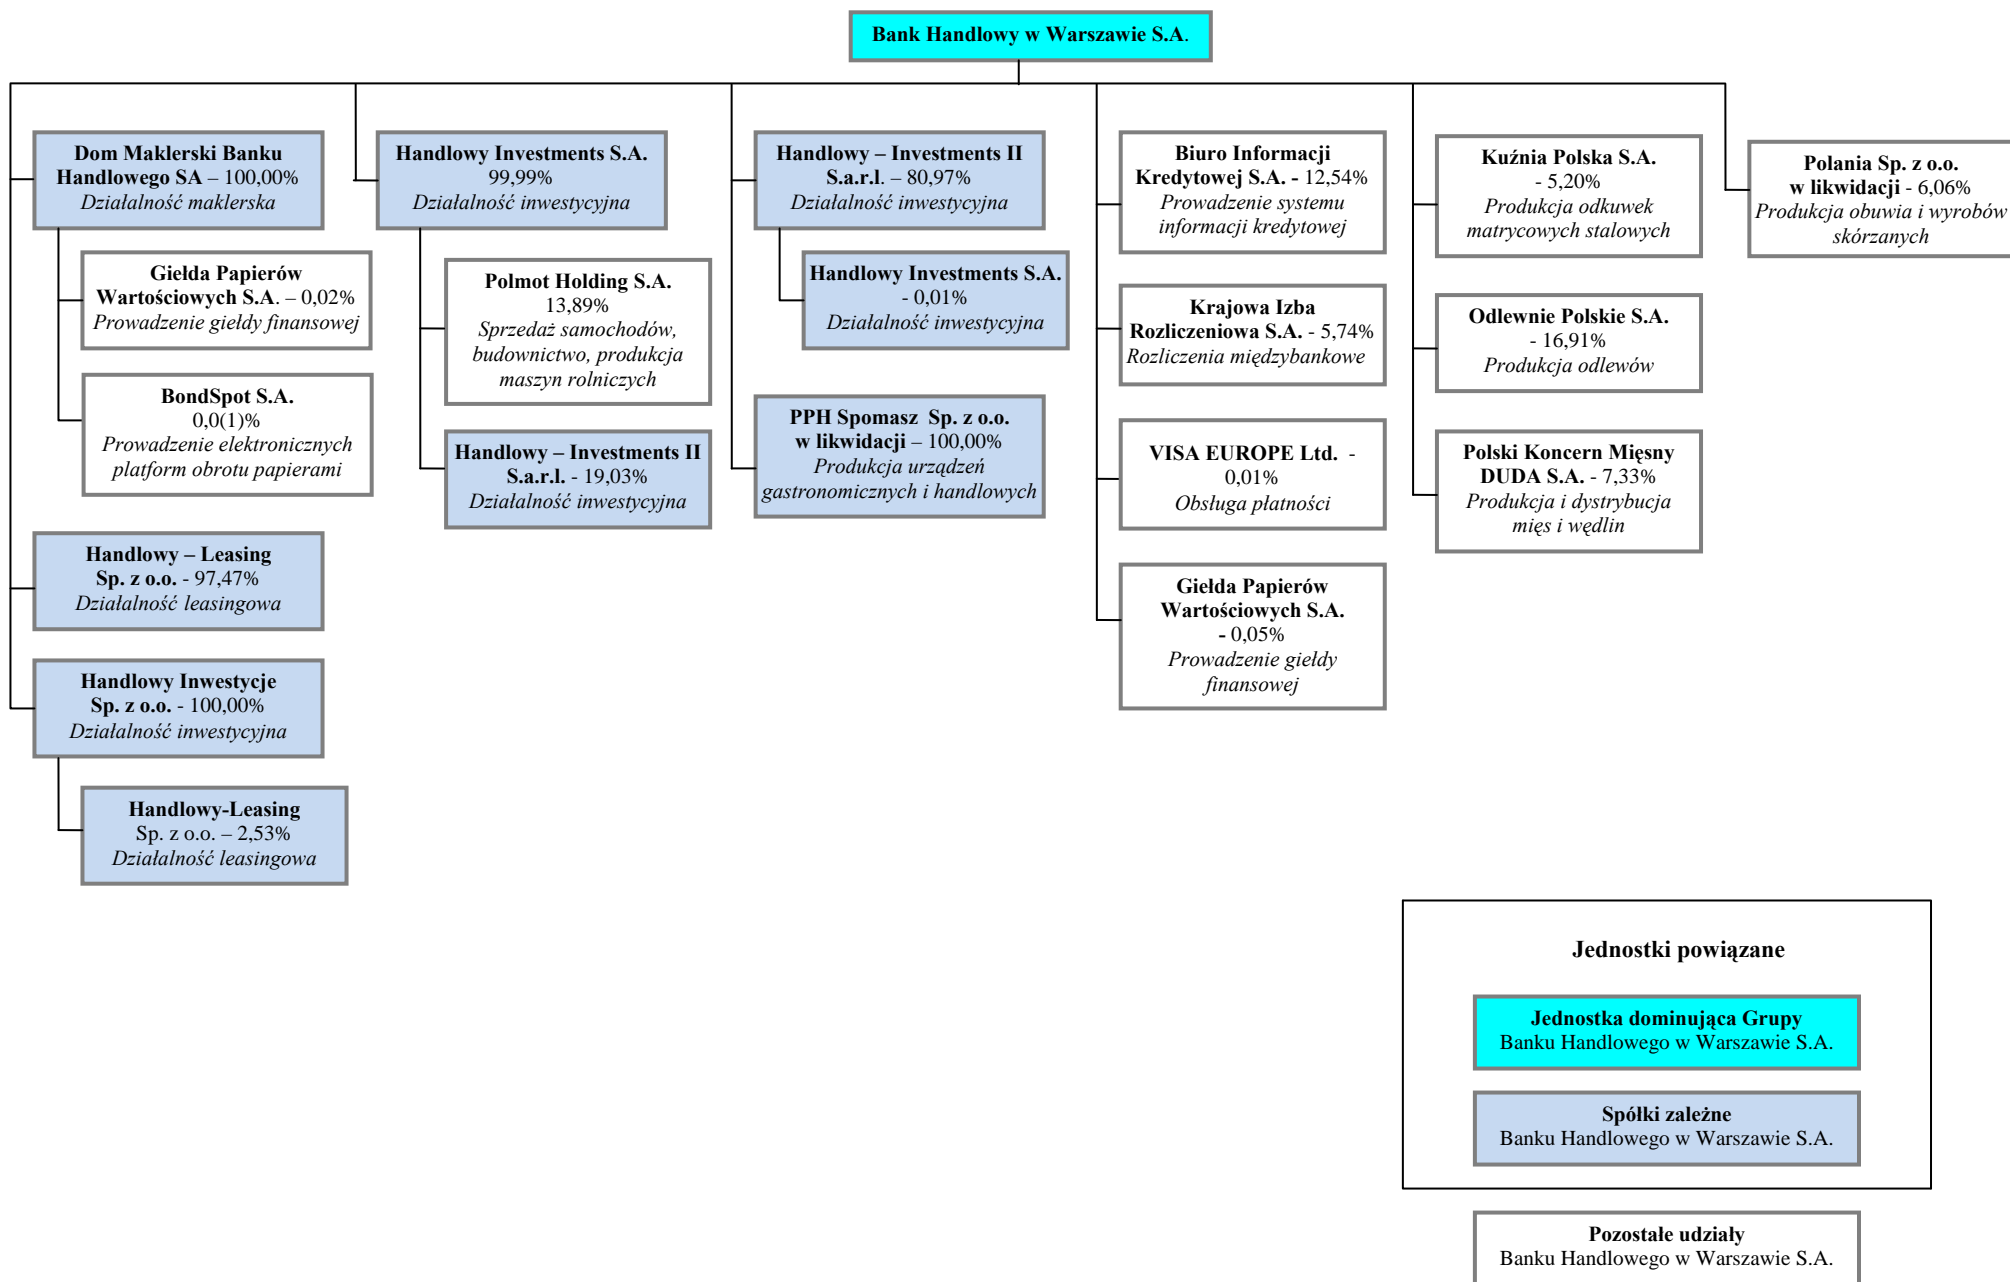 Bank Handlowy w Warszawie S.A.
Dom Maklerski Banku
Handlowego SA – 100,00%
Działalność maklerska
Giełda Papierów
Wartościowych S.A. – 0,02%
Prowadzenie giełdy finansowej
BondSpot S.A.
0,0(1)%
Prowadzenie elektronicznych
platform obrotu papierami
Handlowy – Leasing
Sp. z o.o. - 97,47%
Działalność leasingowa
Handlowy Inwestycje
Sp. z o.o. - 100,00%
Działalność inwestycyjna
Handlowy-Leasing
Sp. z o.o. – 2,53%
Działalność leasingowa
Handlowy Investments S.A.
99,99%
Działalność inwestycyjna
Polmot Holding S.A.
13,89%
Sprzedaż samochodów,
budownictwo, produkcja
maszyn rolniczych
Handlowy – Investments II
S.a.r.l. - 19,03%
Działalność inwestycyjna
Handlowy – Investments II
S.a.r.l. – 80,97%
Działalność inwestycyjna
Handlowy Investments S.A.
- 0,01%
Działalność inwestycyjna
PPH Spomasz Sp. z o.o.
w likwidacji – 100,00%
Produkcja urządzeń
gastronomicznych i handlowych
Biuro Informacji
Kredytowej S.A. - 12,54%
Prowadzenie systemu
informacji kredytowej
Krajowa Izba
Rozliczeniowa S.A. - 5,74%
Rozliczenia międzybankowe
VISA EUROPE Ltd. -
0,01%
Obsługa płatności
Giełda Papierów
Wartościowych S.A.
- 0,05%
Prowadzenie giełdy
finansowej
Kuźnia Polska S.A.
- 5,20%
Produkcja odkuwek
matrycowych stalowych
Odlewnie Polskie S.A.
- 16,91%
Produkcja odlewów
Polski Koncern Mięsny
DUDA S.A. - 7,33%
Produkcja i dystrybucja
mięs i wędlin
Polania Sp. z o.o.
w likwidacji - 6,06%
Produkcja obuwia i wyrobów
skórzanych
Jednostki powiązane
Jednostka dominująca Grupy
Banku Handlowego w Warszawie S.A.
Spółki zależne
Banku Handlowego w Warszawie S.A.
Pozostałe udziały
Banku Handlowego w Warszawie S.A.